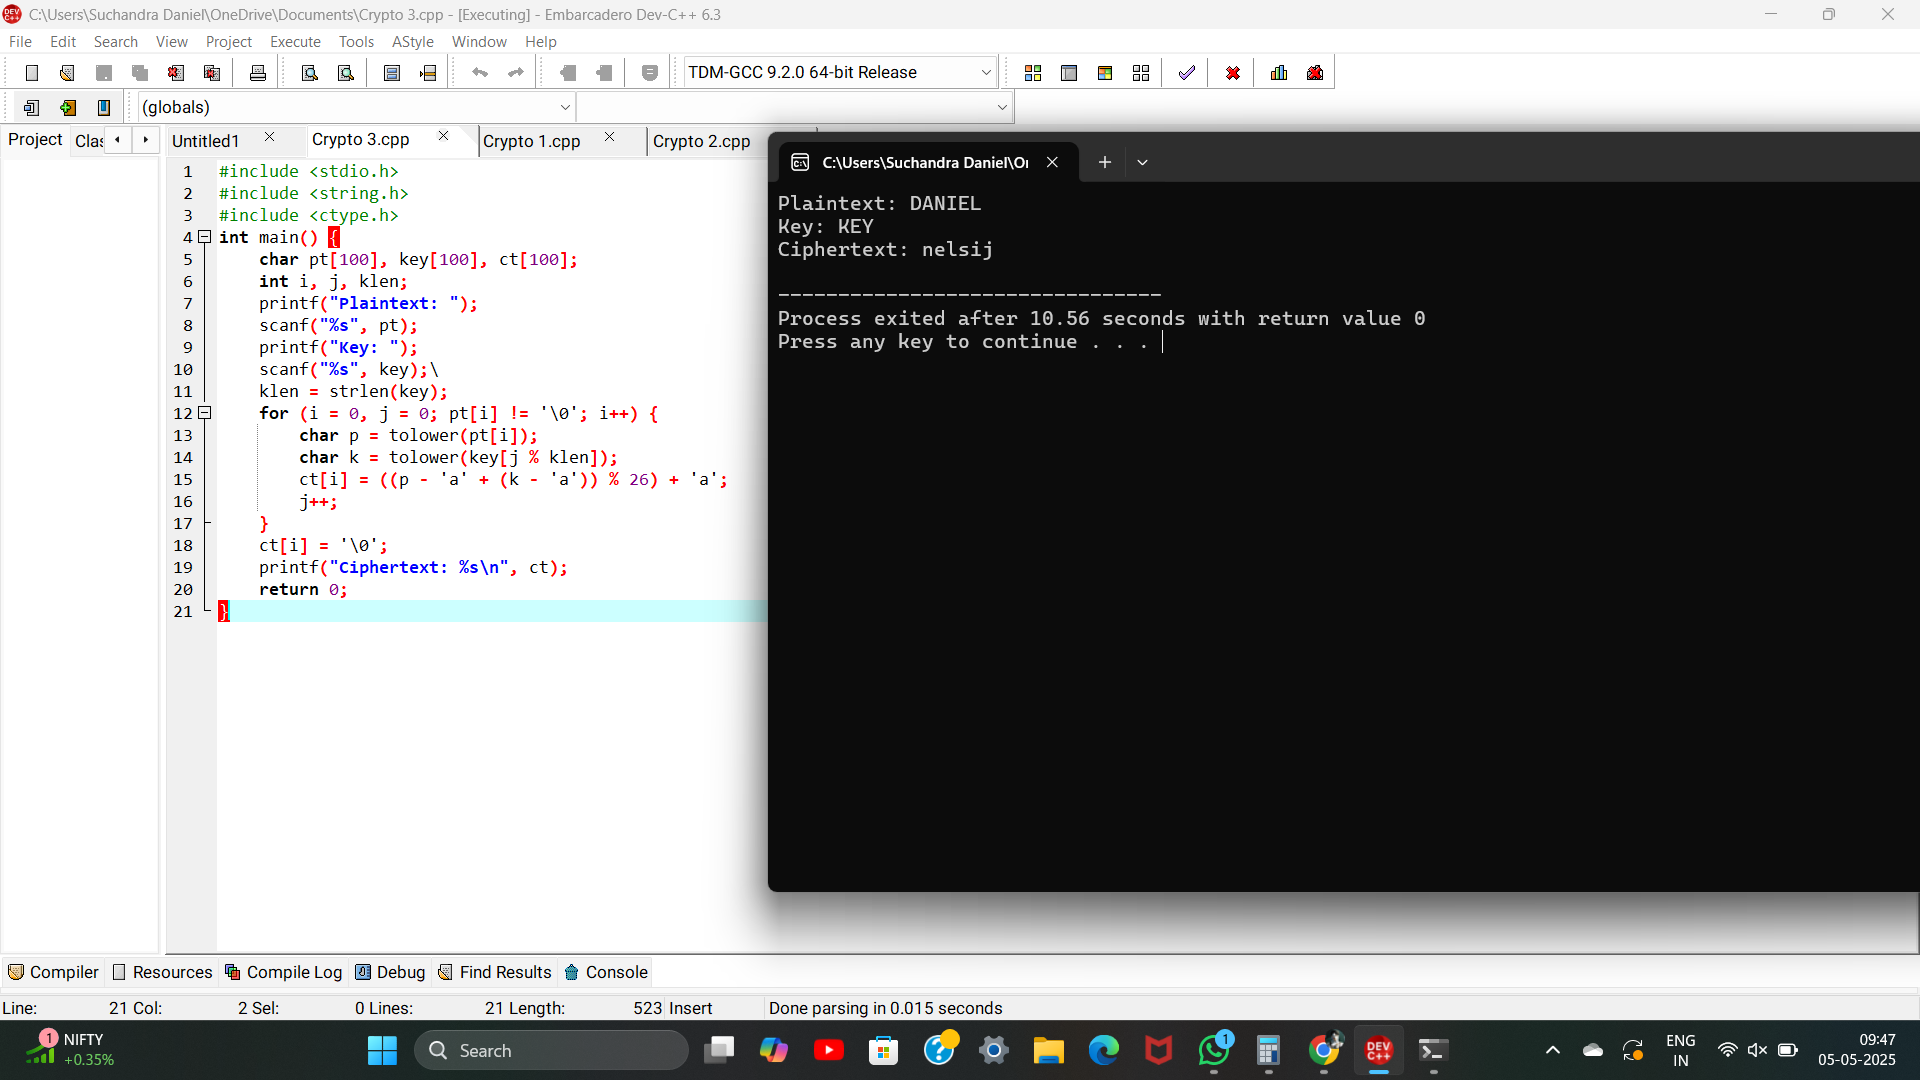 C:\Users\Suchandra Daniel\OneDrive\Documents\Crypto 3.cpp - [Executing] - Embarcadero Dev-C++ 6.3
File Edit Search View Project Execute Tools AStyle Window Help
TDM-GCC 9.2.0 64-bit Release
(globals)
Project Clas Untitled1 Crypto 3.cpp Crypto 1.cpp Crypto 2.cpp
1 #include <stdio.h>
2 #include <string.h>
3 #include <ctype.h>
4 int main() {
5 char pt[100], key[100], ct[100];
6 int i, j, klen;
7 printf("Plaintext: ");
8 scanf("%s", pt);
9 printf("Key: ");
10 scanf("%s", key);\
11 klen = strlen(key);
12 for (i = 0, j = 0; pt[i] != '\0'; i++) {
13 char p = tolower(pt[i]);
14 char k = tolower(key[j % klen]);
15 ct[i] = ((p - 'a' + (k - 'a')) % 26) + 'a';
16 j++;
17 }
18 ct[i] = '\0';
19 printf("Ciphertext: %s\n", ct);
20 return 0;
21 }
C:\Users\Suchandra Daniel\O
Plaintext: DANIEL
Key: KEY
Ciphertext: nelsij
--------------------------------
Process exited after 10.56 seconds with return value 0
Press any key to continue . . .
Compiler Resources Compile Log Debug Find Results Console
Line: 21 Col: 2 Sel: 0 Lines: 21 Length: 523 Insert Done parsing in 0.015 seconds
1 NIFTY
+0.35%
Search
1
DEV C++
ENG
IN
09:47
05-05-2025